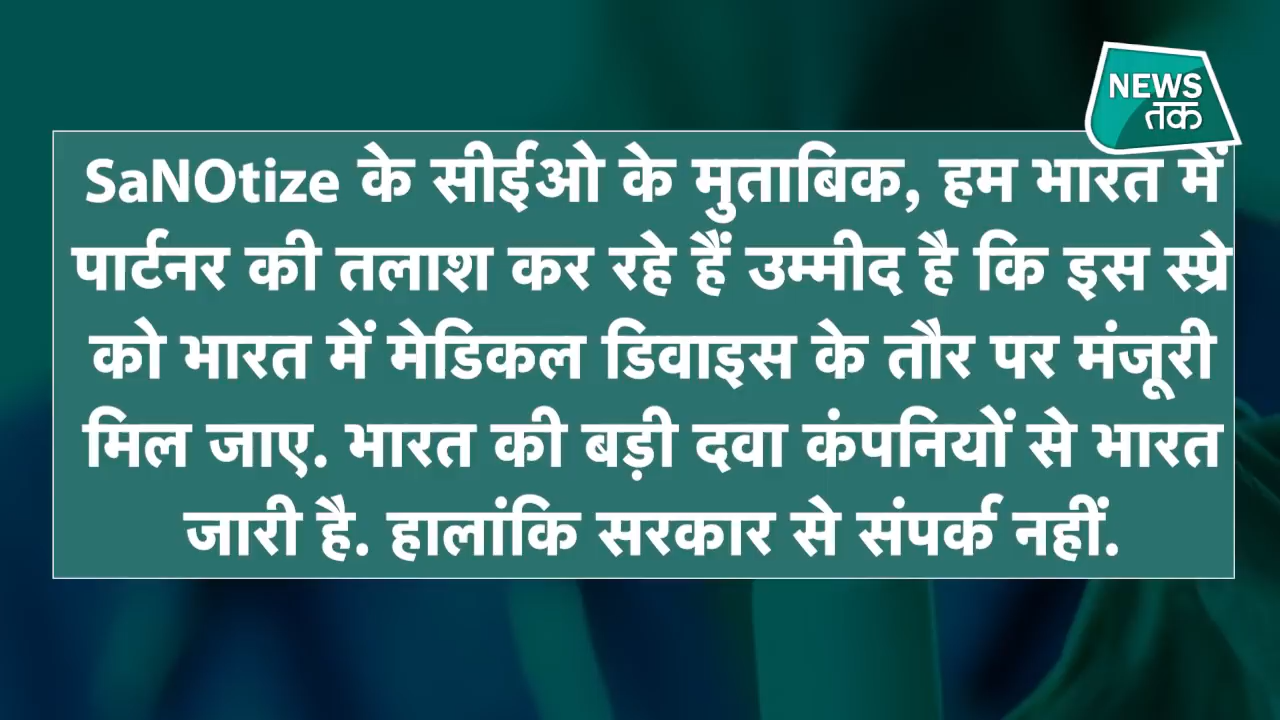 NEWS
तक
SaNOtize के सीईओ के मुताबिक, हम भारत में
पार्टनर की तलाश कर रहे हैं उम्मीद है कि इस स्प्रे
को भारत में मेडिकल डिवाइस के तौर पर मंजूरी
मिल जाए. भारत की बड़ी दवा कंपनियों से भारत
जारी है. हालांकि सरकार से संपर्क नहीं.